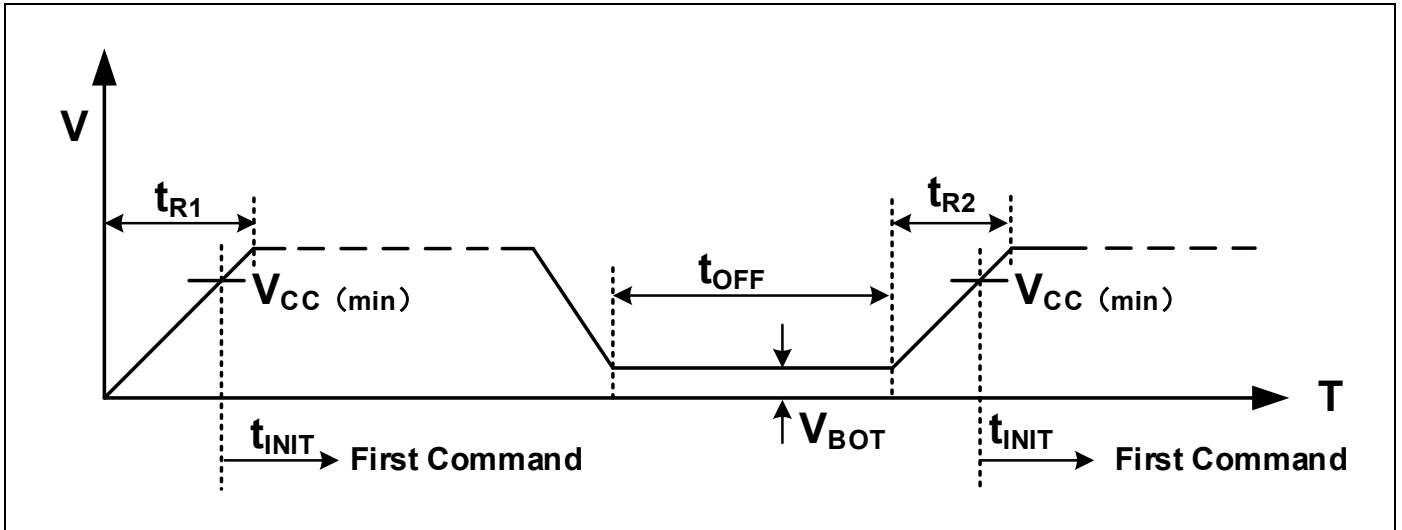 V
tR1
tR2
tOFF
VCC（min）
VCC（min）
T
VBOT
tINIT
First Command
tINIT
First Command